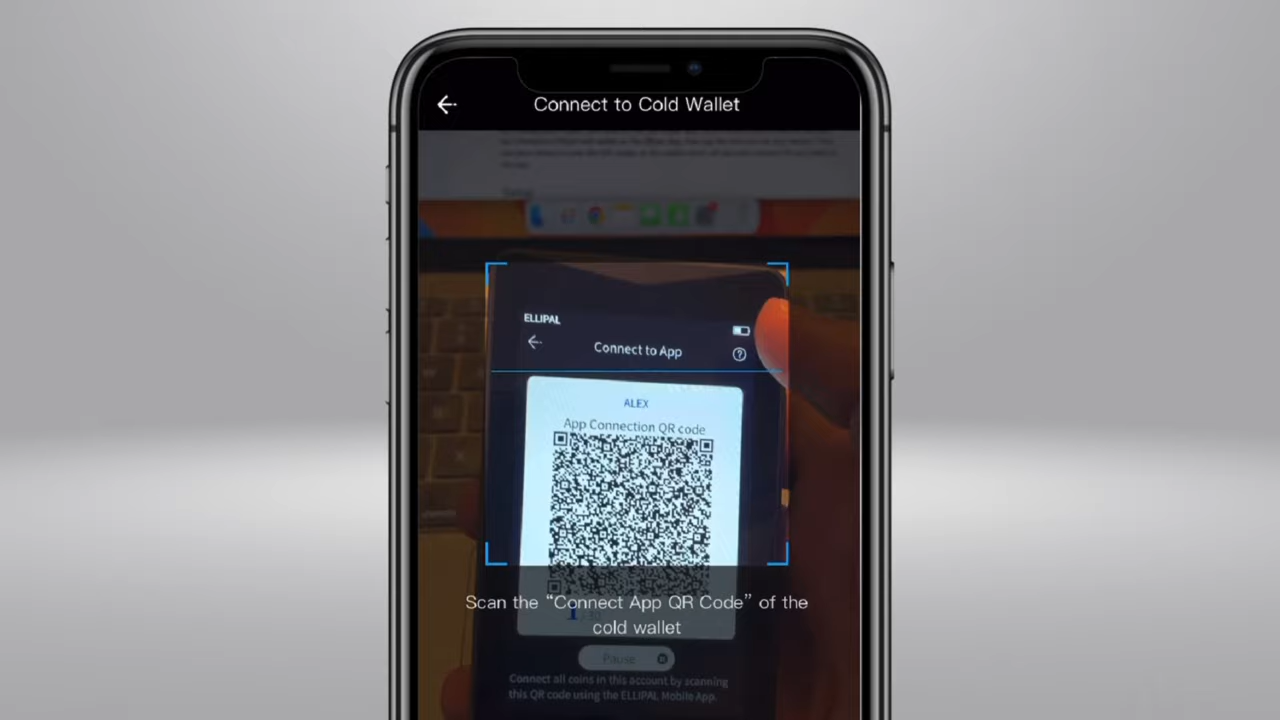 Connect to Cold Wallet
ELLIPAL
Connect to App
ALEX
App Connection QR code
Scan the “Connect App QR Code” of the
cold wallet
1
Pause
Connect all coins in this account by scanning
this QR code using the ELLIPAL Mobile App.